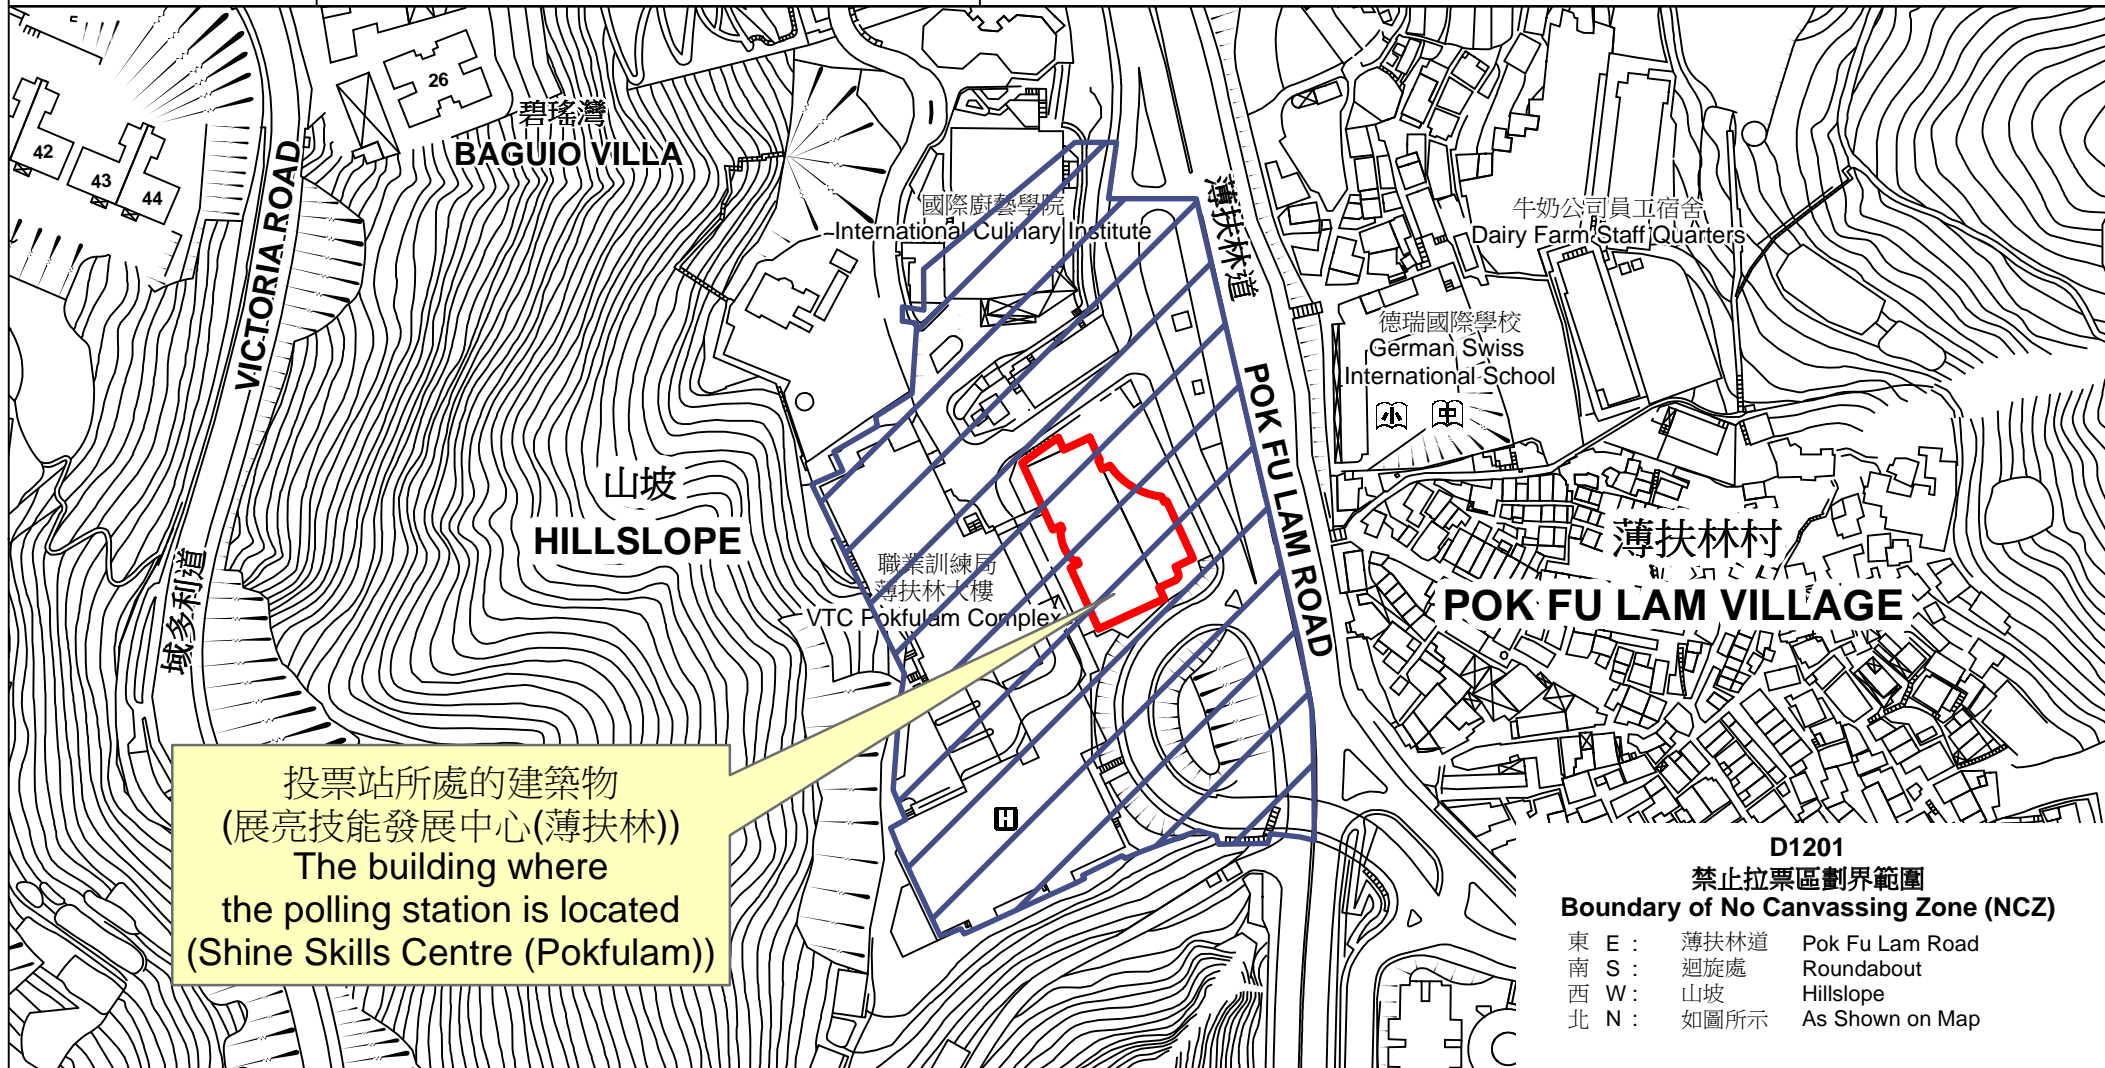 26
碧瑤灣
BAGUIO VILLA
42
43
44
VICTORIA ROAD
域多利道
國際廚藝學院
International Culinary Institute
薄扶林道
POK FU LAM ROAD
牛奶公司員工宿舍
Dairy Farm Staff Quarters
德瑞國際學校
German Swiss
International School
小 中
山坡
HILLSLOPE
職業訓練局
薄扶林大樓
VTC Pokfulam Complex
薄扶林村
POK FU LAM VILLAGE
投票站所處的建築物
(展亮技能發展中心(薄扶林))
The building where
the polling station is located
(Shine Skills Centre (Pokfulam))
H
D1201
禁止拉票區劃界範圍
Boundary of No Canvassing Zone (NCZ)
東 E : 薄扶林道 Pok Fu Lam Road
南 S : 迴旋處 Roundabout
西 W : 山坡 Hillslope
北 N : 如圖所示 As Shown on Map